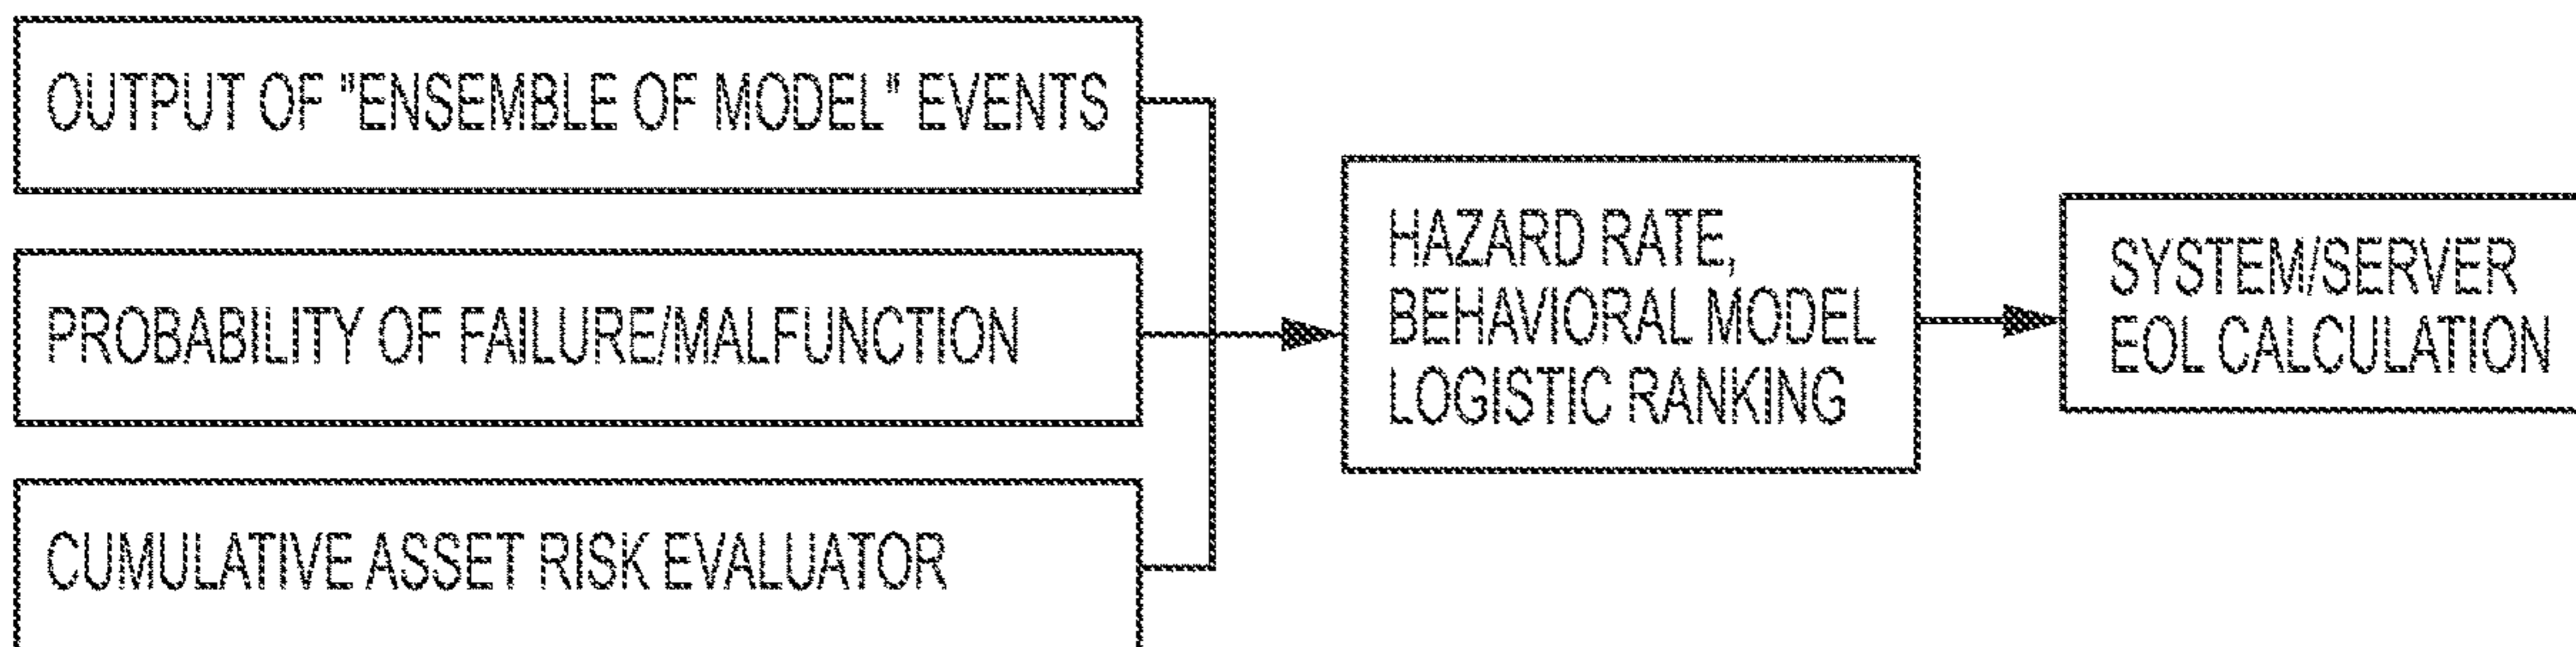 OUTPUT OF "ENSEMBLE OF MODEL" EVENTS
PROBABILITY OF FAILURE/MALFUNCTION
CUMULATIVE ASSET RISK EVALUATOR
HAZARD RATE,
BEHAVIORAL MODEL
LOGISTIC RANKING
SYSTEM/SERVER
EOL CALCULATION